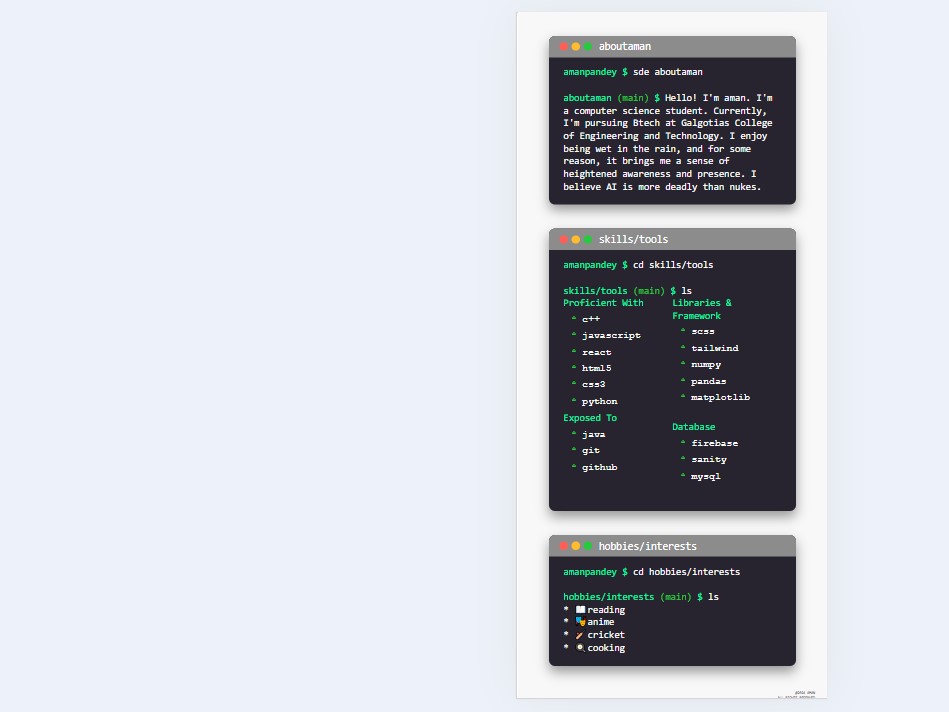 aboutaman
amanpandey $ sde aboutaman
aboutaman (main) $ Hello! I'm aman. I'm
a computer science student. Currently,
I'm pursuing Btech at Galgotias College
of Engineering and Technology. I enjoy
being wet in the rain, and for some
reason, it brings me a sense of
heightened awareness and presence. I
believe AI is more deadly than nukes.
skills/tools
amanpandey $ cd skills/tools
skills/tools (main) $ ls
Proficient With
* c++
* javascript
* react
* html5
* css3
* python
Exposed To
* java
* git
* github
Libraries &
Framework
* scss
* tailwind
* numpy
* pandas
* matplotlib
Database
* firebase
* sanity
* mysql
hobbies/interests
amanpandey $ cd hobbies/interests
hobbies/interests (main) $ ls
* 📖reading
* 🎭anime
* 🏏cricket
* 🍳cooking